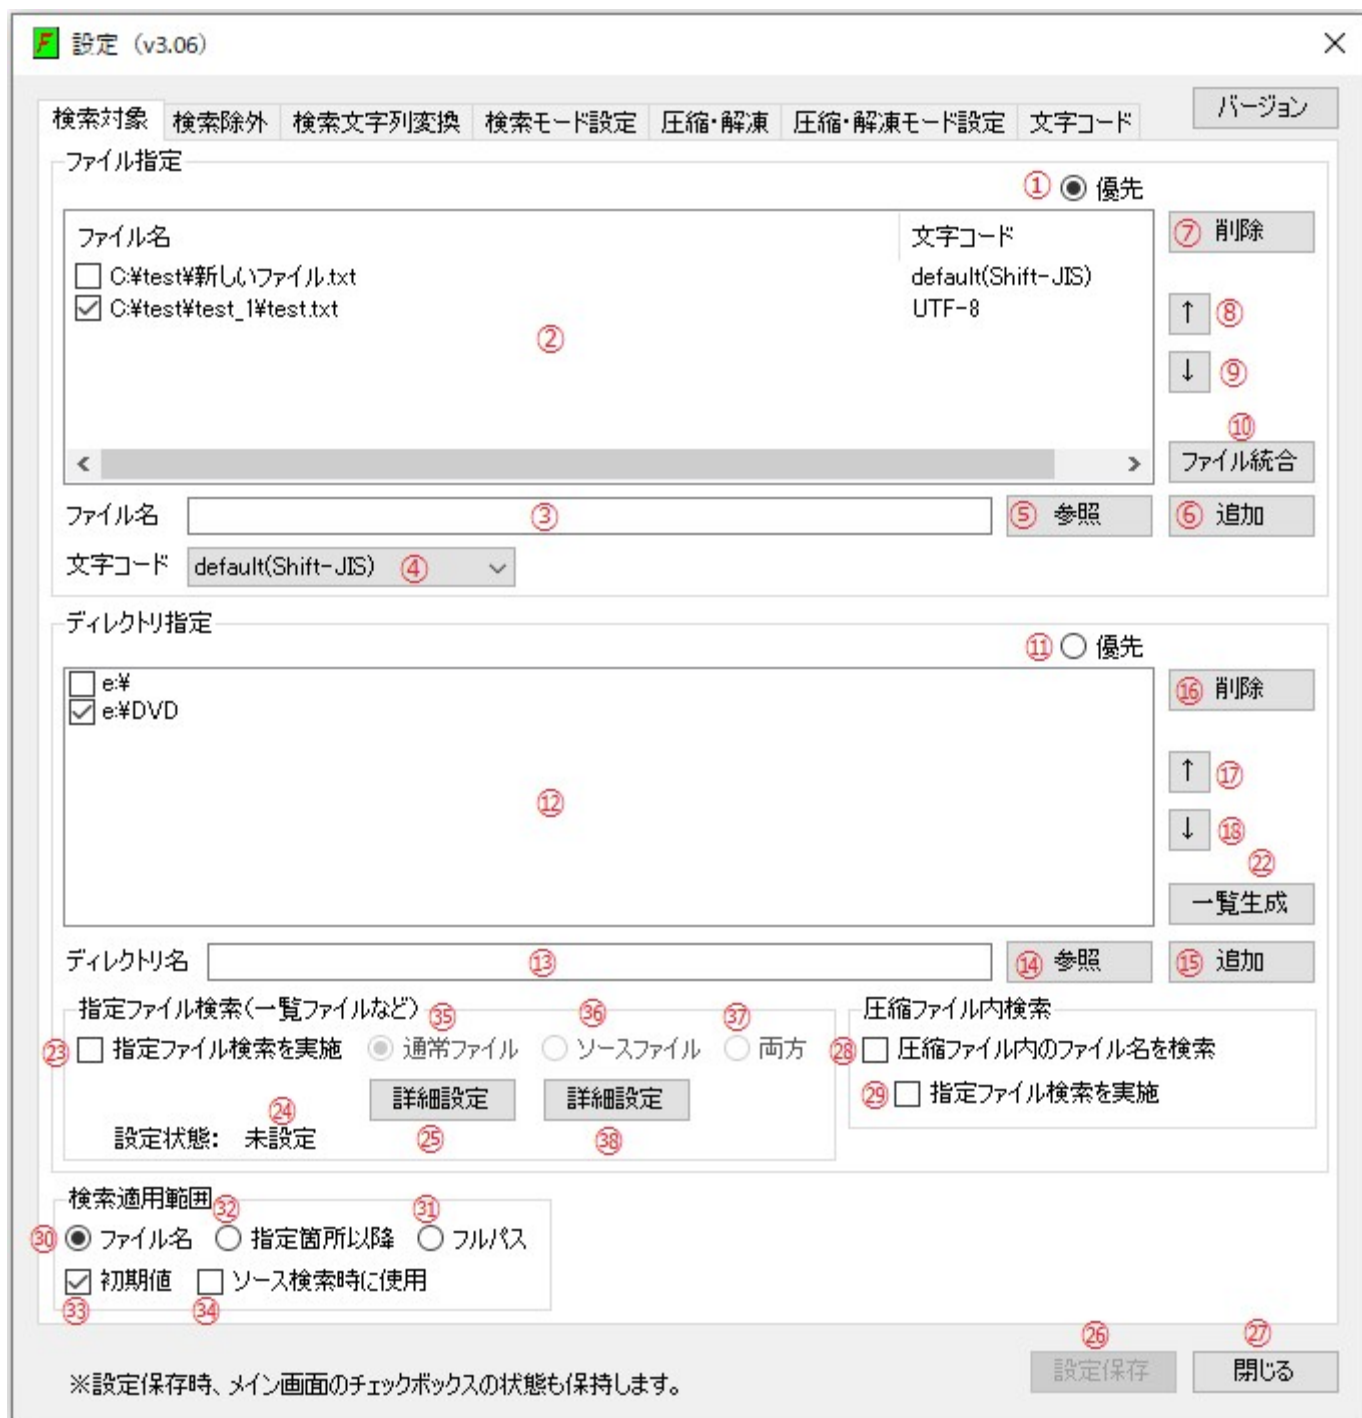 F 設定（v3.06）
検索対象 検索除外 検索文字列変換 検索モード設定 圧縮・解凍 圧縮・解凍モード設定 文字コード バージョン
ファイル指定
① 優先
ファイル名 文字コード ⑦ 削除
C:¥test¥新しいファイル.txt default(Shift-JIS)
C:¥test¥test_1¥test.txt UTF-8 ↑ ⑧
②
↓ ⑨
⑩
ファイル統合
ファイル名 ③ ⑤ 参照 ⑥ 追加
文字コード default(Shift-JIS) ④
ディレクトリ指定
⑪ 優先
e:¥ ⑯ 削除
e:¥DVD
↑ ⑰
⑫
↓ ⑱
㉒
一覧生成
ディレクトリ名 ⑬ ⑭ 参照 ⑮ 追加
指定ファイル検索(一覧ファイルなど) ㉟ ㊱ ㊲ 圧縮ファイル内検索
㉓ 指定ファイル検索を実施 通常ファイル ソースファイル 両方 ㉘ 圧縮ファイル内のファイル名を検索
詳細設定 詳細設定 ㉙ 指定ファイル検索を実施
㉔
設定状態： 未設定 ㉕ ㊳
検索適用範囲 ㉜ ㉛
㉚ ファイル名 指定箇所以降 フルパス
初期値 ソース検索時に使用
㉝ ㉞
㉖ ㉗
設定保存 閉じる
※設定保存時、メイン画面のチェックボックスの状態も保持します。